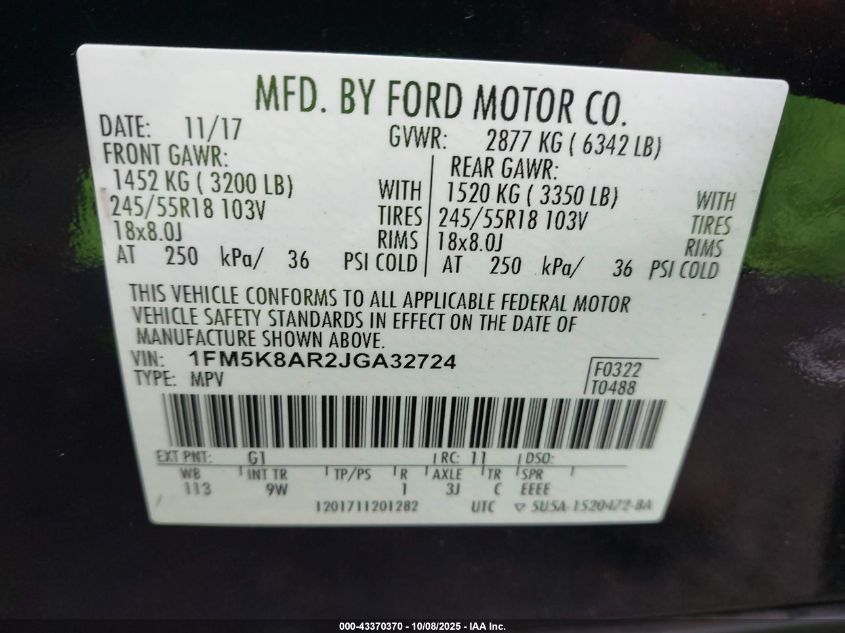 MFD. BY FORD MOTOR CO.
DATE: 11/17 GVWR: 2877 KG ( 6342 LB)
FRONT GAWR: REAR GAWR:
1452 KG ( 3200 LB) WITH 1520 KG ( 3350 LB) WITH
245/55R18 103V TIRES 245/55R18 103V TIRES
18x8.0J RIMS 18x8.0J RIMS
AT 250 kPa/ 36 PSI COLD AT 250 kPa/ 36 PSI COLD
THIS VEHICLE CONFORMS TO ALL APPLICABLE FEDERAL MOTOR
VEHICLE SAFETY STANDARDS IN EFFECT ON THE DATE OF
MANUFACTURE SHOWN ABOVE.
VIN: 1FM5K8AR2JGA32724 F0322
TYPE: MPV T0488
EXT PNT: G1 RC: 11 DSO:
WB INT TR TP/PS R AXLE TR SPR
113 9W 1 3J C EEEE
1201711201282 UTC ▽ 5U5A-1520472-BA
000-43370370 - 10/08/2025 - IAA Inc.